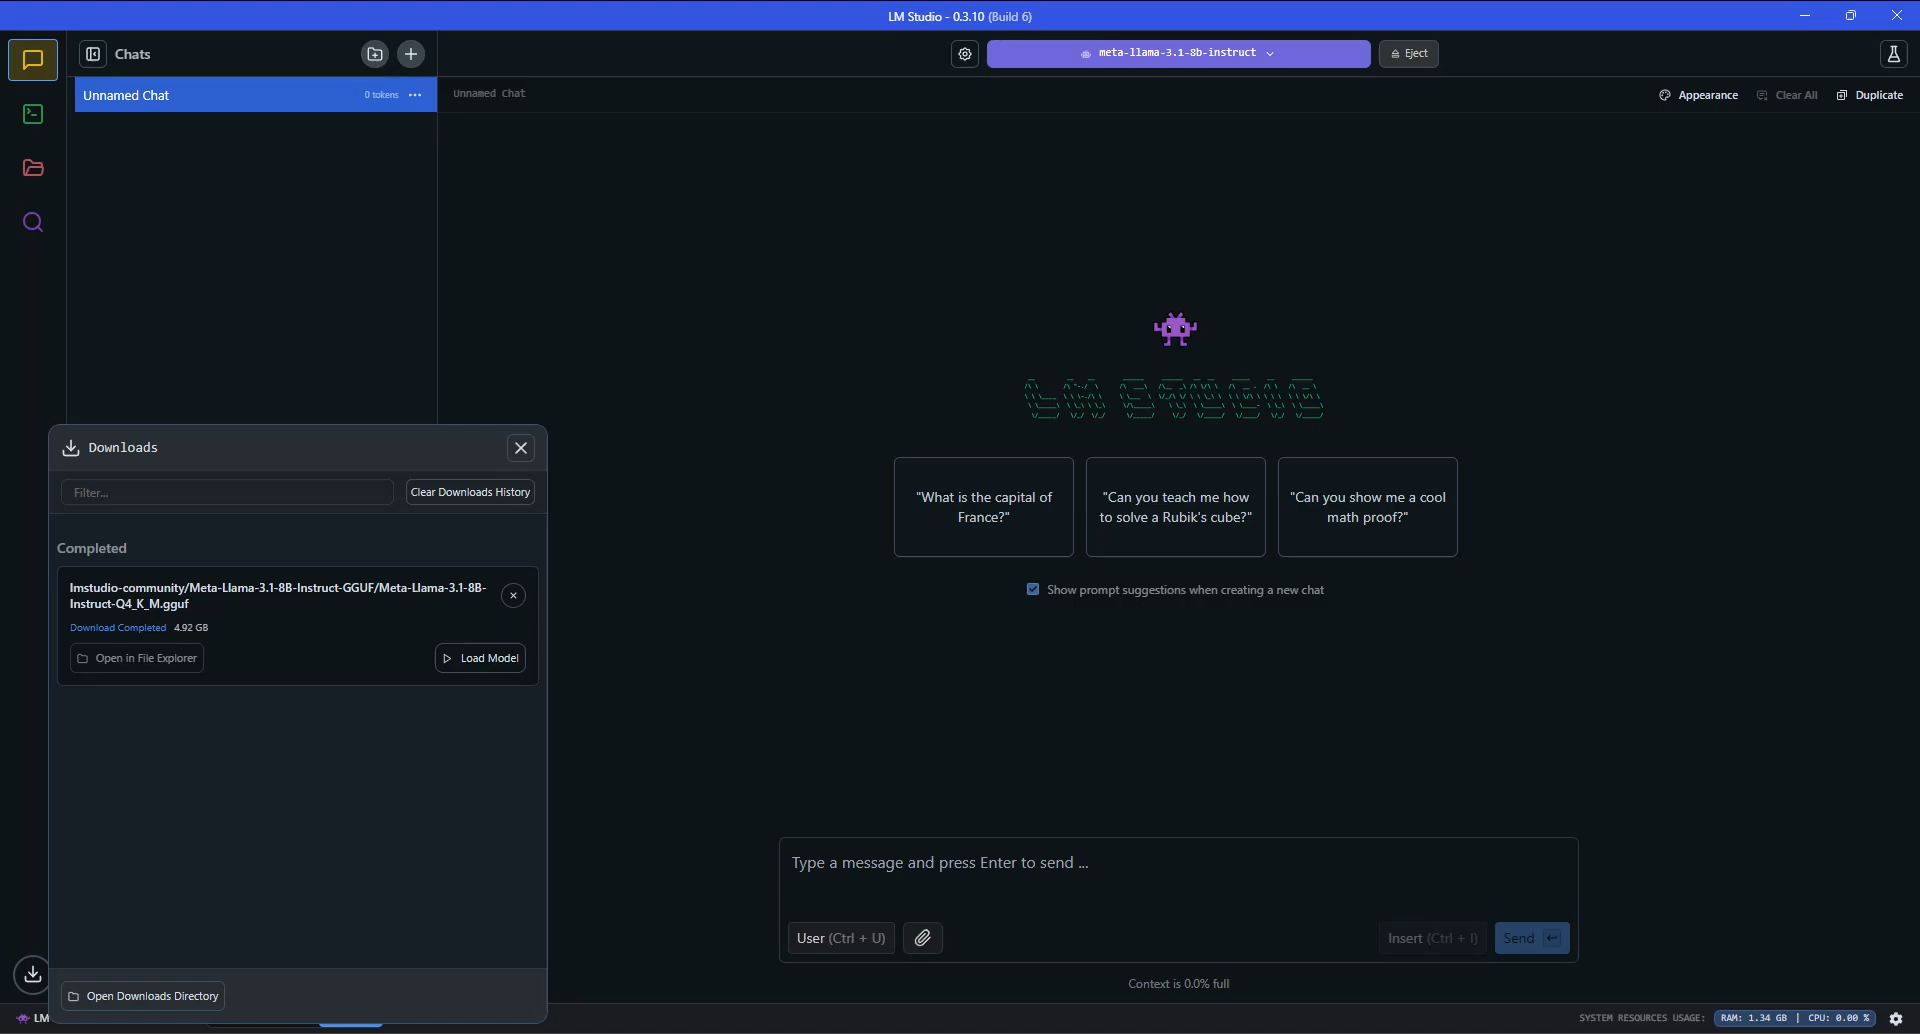 LM Studio - 0.3.10 (Build 6)
Chats
meta-llama-3.1-8b-instruct
Eject
Unnamed Chat
0 tokens
Unnamed Chat
Appearance
Clear All
Duplicate
"What is the capital of
France?"
"Can you teach me how
to solve a Rubik's cube?"
"Can you show me a cool
math proof?"
Show prompt suggestions when creating a new chat
Downloads
Filter...
Clear Downloads History
Completed
lmstudio-community/Meta-Llama-3.1-8B-Instruct-GGUF/Meta-Llama-3.1-8B-
Instruct-Q4_K_M.gguf
Download Completed 4.92 GB
Open in File Explorer
Load Model
Open Downloads Directory
Type a message and press Enter to send ...
User (Ctrl + U)
Insert (Ctrl + I)
Send
Context is 0.0% full
LM
SYSTEM RESOURCES USAGE:
RAM: 1.34 GB | CPU: 0.00 %